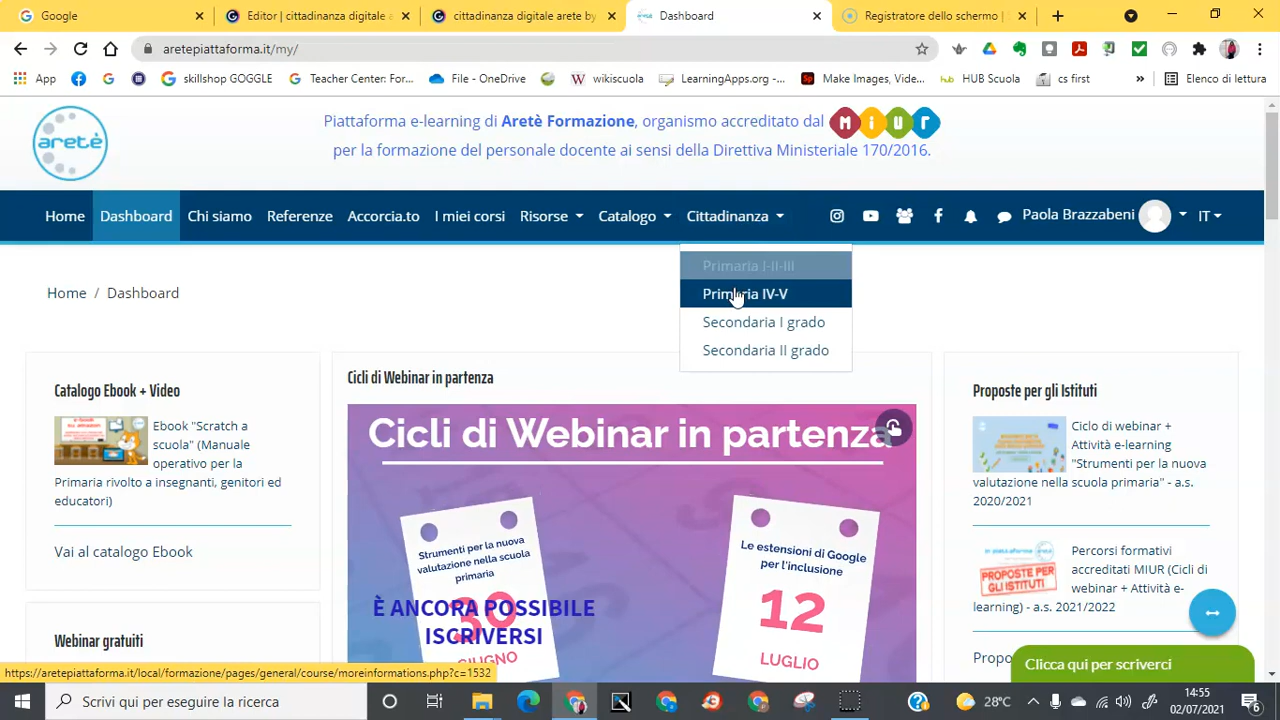 Google
Editor | cittadinanza digitale a
cittadinanza digitale arete by
Dashboard
Registratore dello schermo |
aretepiattaforma.it/my/
App
skillshop GOGGLE
Teacher Center: For...
File - OneDrive
wikiscuola
LearningApps.org -...
Make Images, Vide...
HUB Scuola
cs first
»
Elenco di lettura
aretè
Piattaforma e-learning di Aretè Formazione, organismo accreditato dal MIUR
per la formazione del personale docente ai sensi della Direttiva Ministeriale 170/2016.
Home
Dashboard
Chi siamo
Referenze
Accorcia.to
I miei corsi
Risorse
Catalogo
Cittadinanza
Paola Brazzabeni
IT
Primaria I-II-III
Primaria IV-V
Secondaria I grado
Secondaria II grado
Home / Dashboard
Catalogo Ebook + Video
Ebook "Scratch a
scuola" (Manuale
operativo per la
Primaria rivolto a insegnanti, genitori ed
educatori)
Vai al catalogo Ebook
Webinar gratuiti
Cicli di Webinar in partenza
Cicli di Webinar in partenza
Strumenti per la nuova
valutazione nella scuola
primaria
30
GIUGNO
È ANCORA POSSIBILE
ISCRIVERSI
Le estensioni di Google
per l'inclusione
12
LUGLIO
Proposte per gli Istituti
Ciclo di webinar +
Attività e-learning
"Strumenti per la nuova
valutazione nella scuola primaria" - a.s.
2020/2021
PROPOSTE PER
GLI ISTITUTI
Percorsi formativi
accreditati MIUR (Cicli di
webinar + Attività e-
learning) - a.s. 2021/2022
Clicca qui per scriverci
https://aretepiattaforma.it/local/formazione/pages/general/course/moreinformations.php?c=1532
Scrivi qui per eseguire la ricerca
28°C
14:55
02/07/2021
6